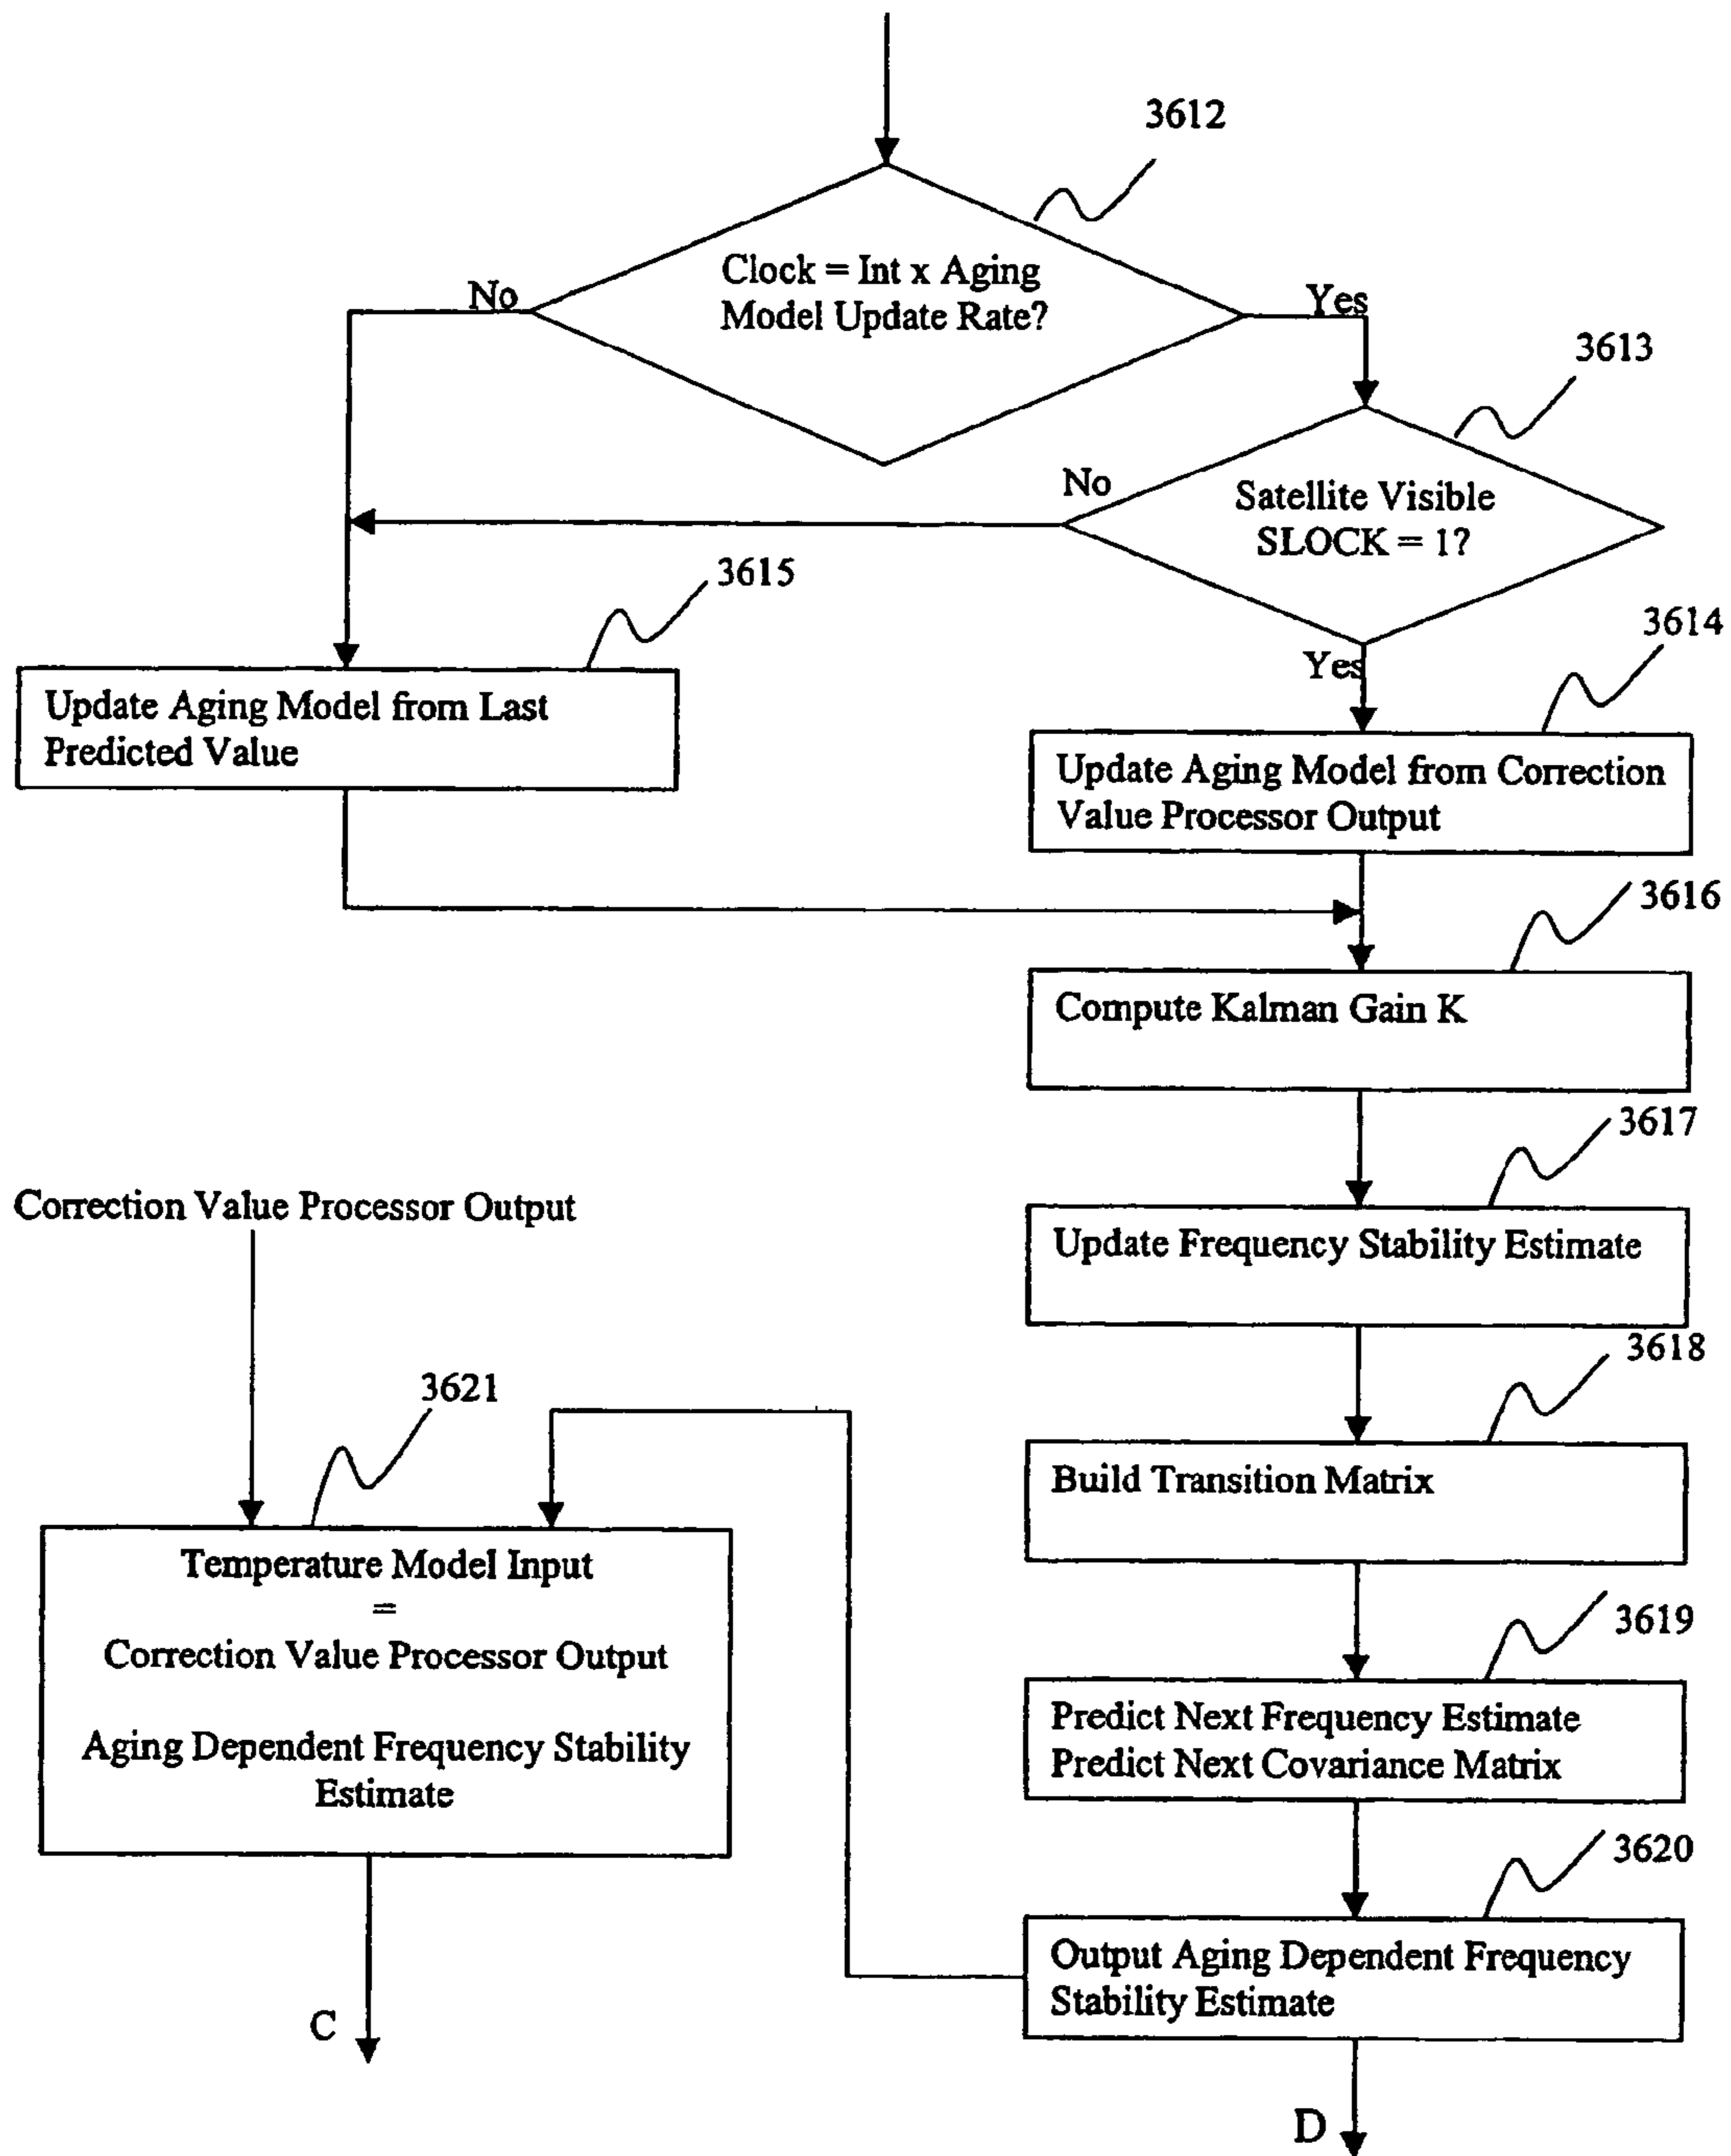 3612
Clock = Int x Aging
Model Update Rate?
No
Yes
3613
Satellite Visible
SLOCK = 1?
No
Yes
3615
Update Aging Model from Last
Predicted Value
3614
Update Aging Model from Correction
Value Processor Output
3616
Compute Kalman Gain K
3617
Update Frequency Stability Estimate
Correction Value Processor Output
3618
Build Transition Matrix
3621
Temperature Model Input
=
Correction Value Processor Output
Aging Dependent Frequency Stability
Estimate
3619
Predict Next Frequency Estimate
Predict Next Covariance Matrix
3620
Output Aging Dependent Frequency
Stability Estimate
C
D